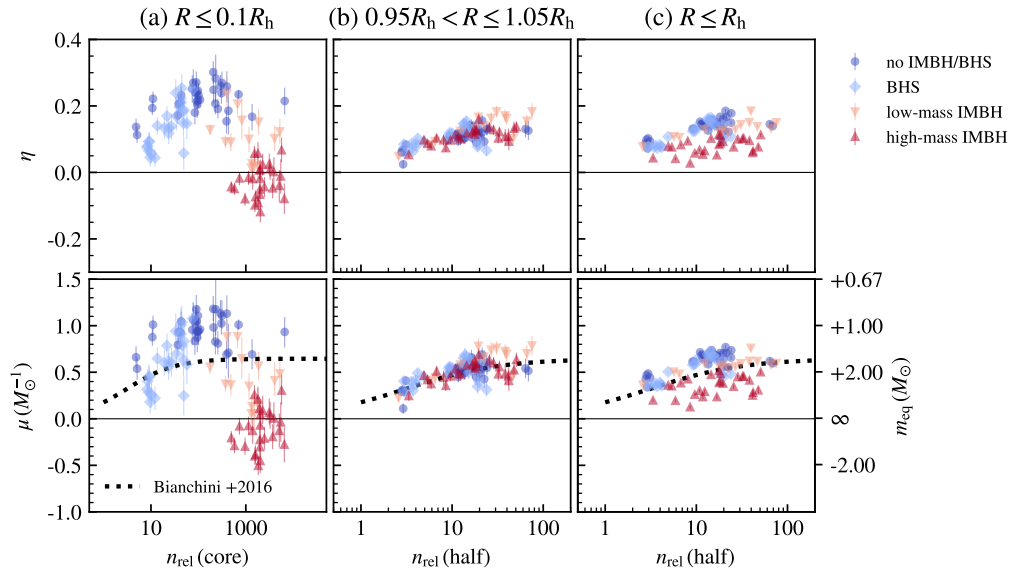 (a) R ≤ 0.1R_h
(b) 0.95R_h < R ≤ 1.05R_h
(c) R ≤ R_h
0.4
0.2
0.0
-0.2
η
no IMBH/BHS
BHS
low-mass IMBH
high-mass IMBH
1.5
1.0
0.5
0.0
-0.5
-1.0
μ (M_⊙^{-1})
Bianchini +2016
+0.67
+1.00
+2.00
∞
-2.00
m_eq (M_⊙)
10 1000
1 10 100
1 10 100
n_rel (core)
n_rel (half)
n_rel (half)